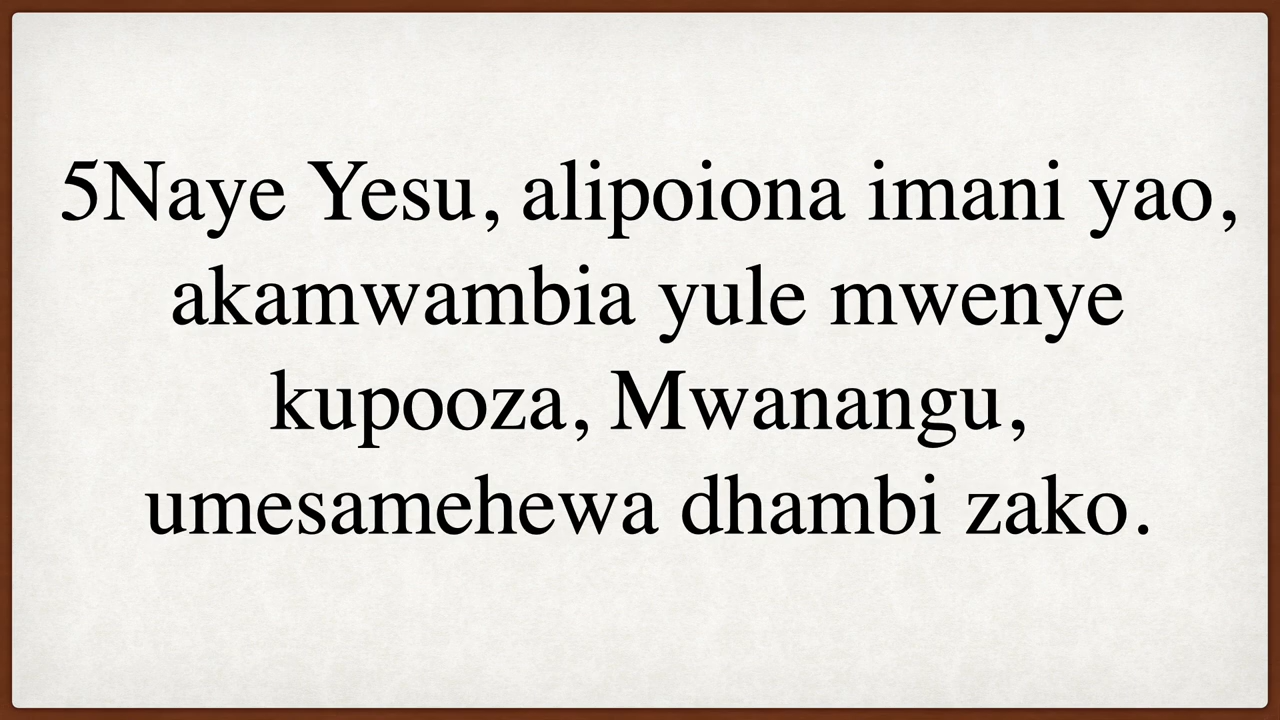 5Naye Yesu, alipoiona imani yao,
akamwambia yule mwenye
kupooza, Mwanangu,
umesamehewa dhambi zako.